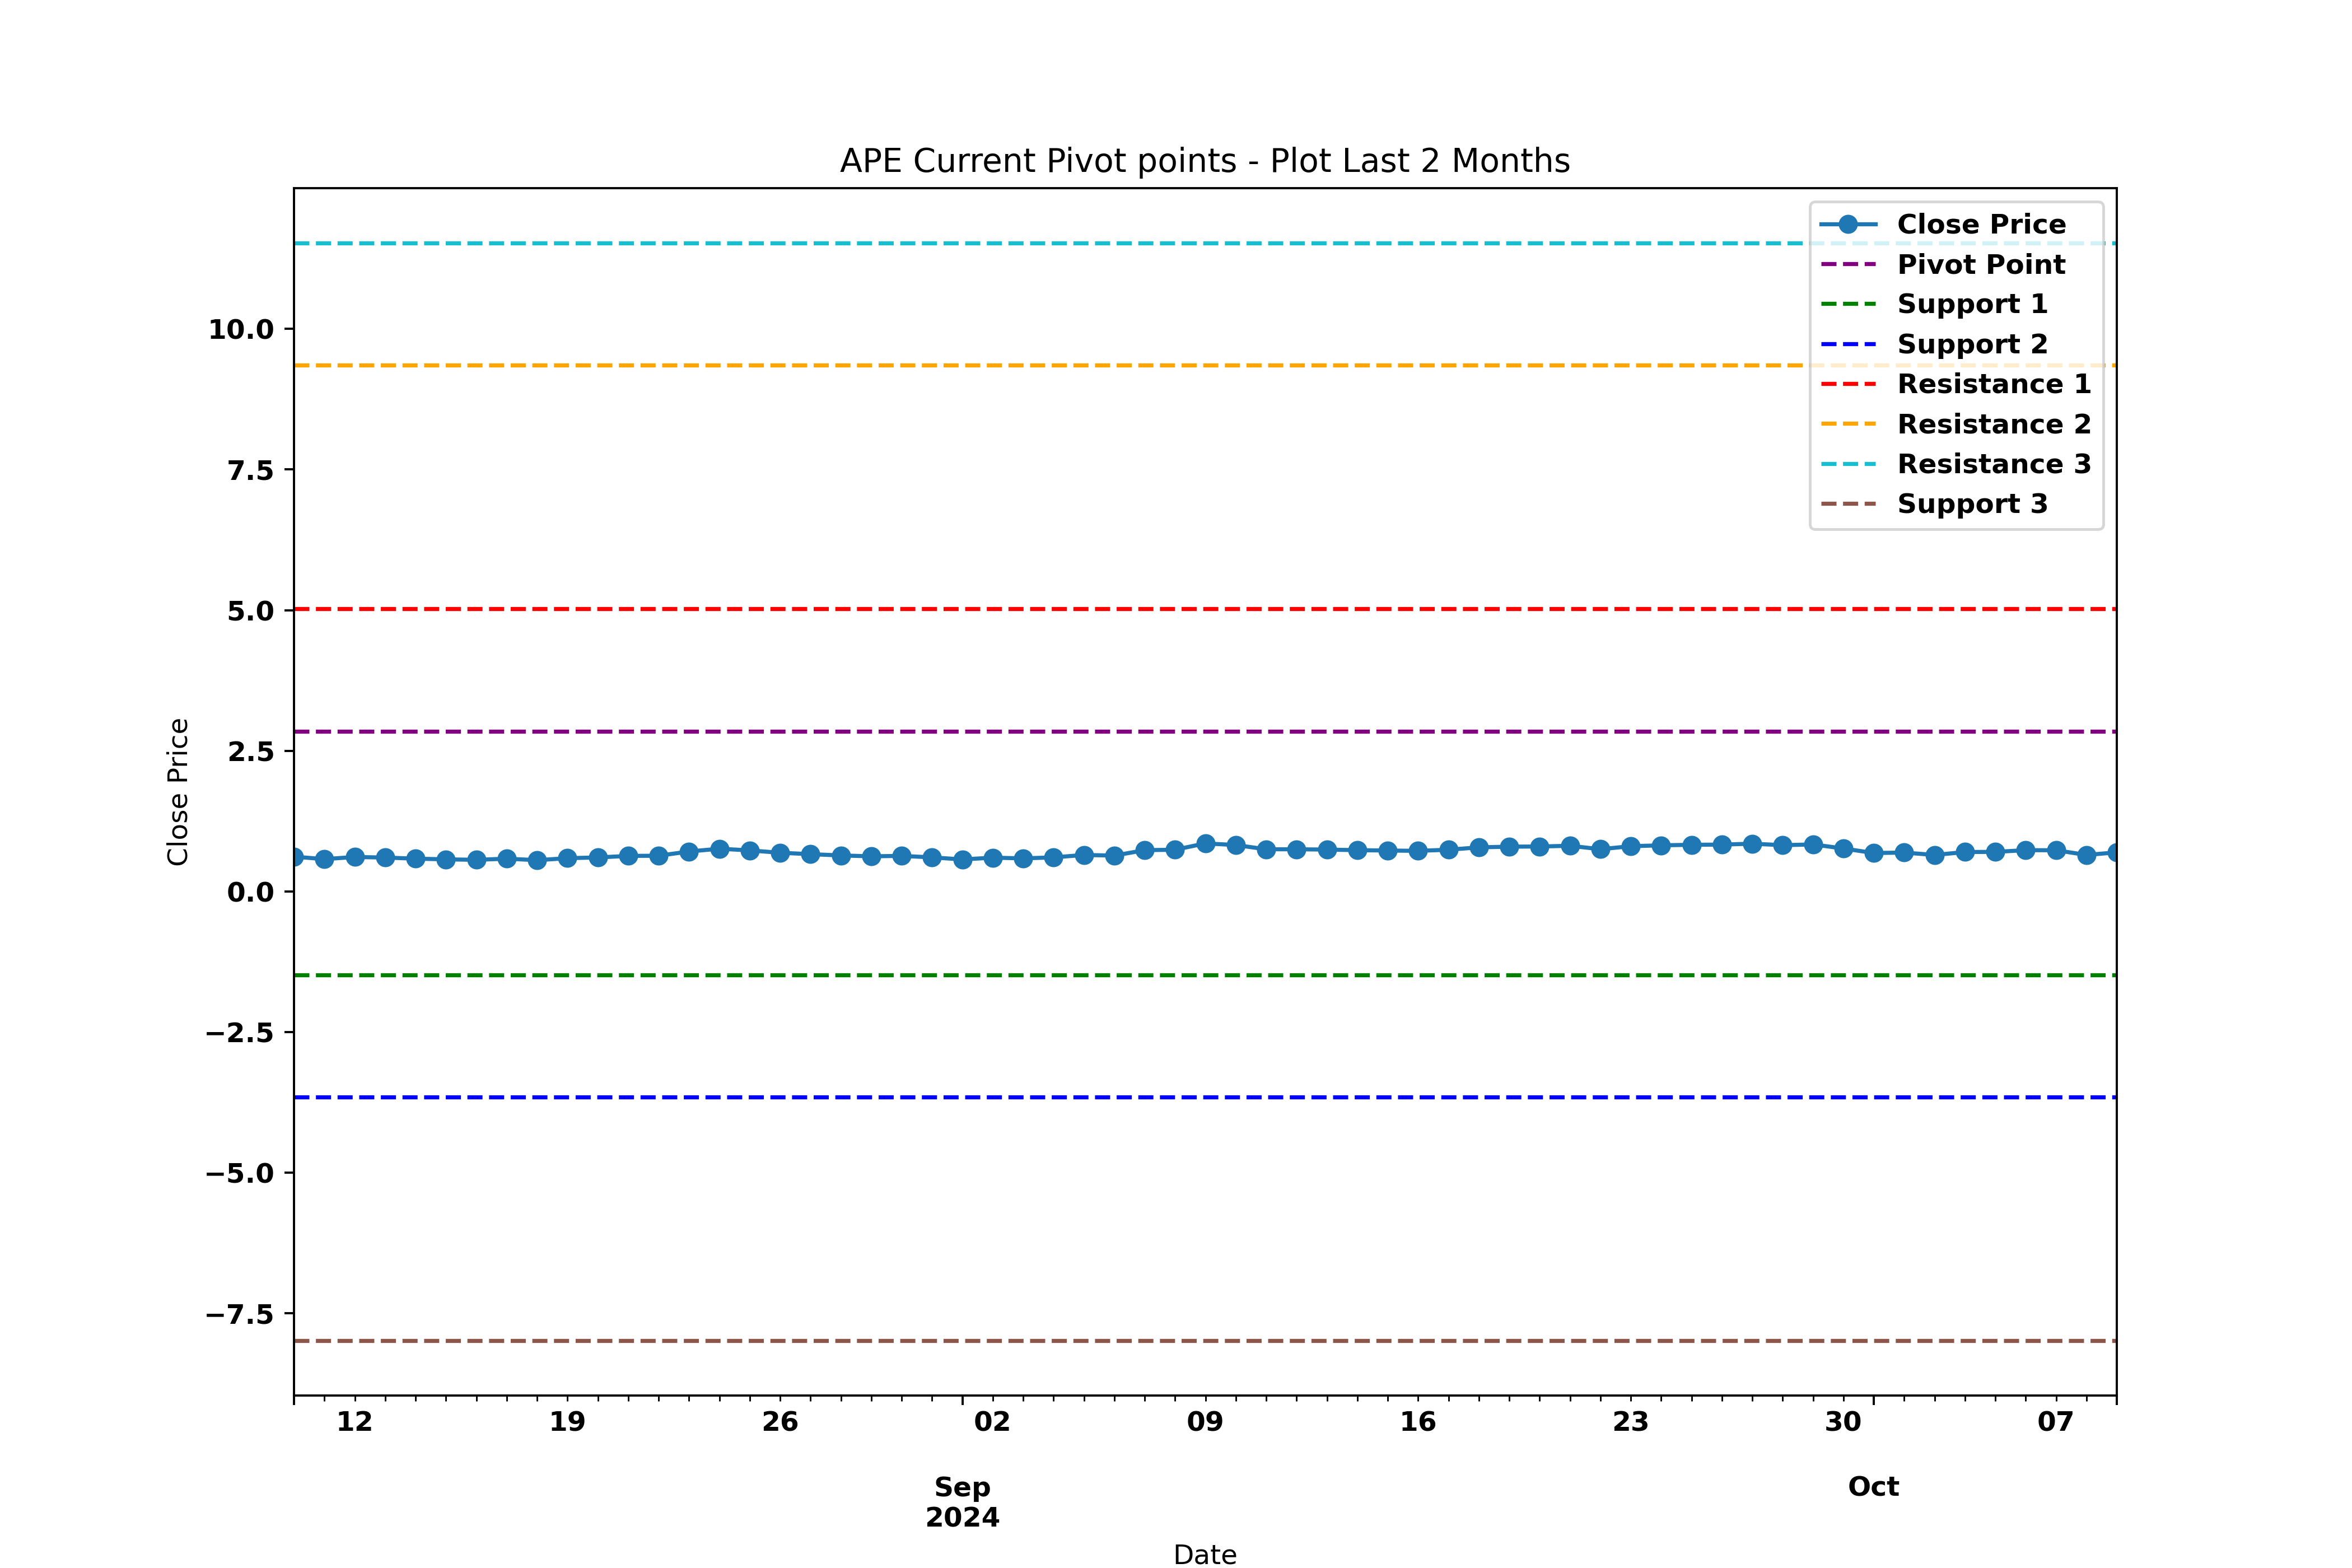 APE Current Pivot points - Plot Last 2 Months
Close Price
Pivot Point
Support 1
Support 2
Resistance 1
Resistance 2
Resistance 3
Support 3
Close Price
10.0
7.5
5.0
2.5
0.0
−2.5
−5.0
−7.5
12 19 26 02 09 16 23 30 07
Sep Oct
2024
Date